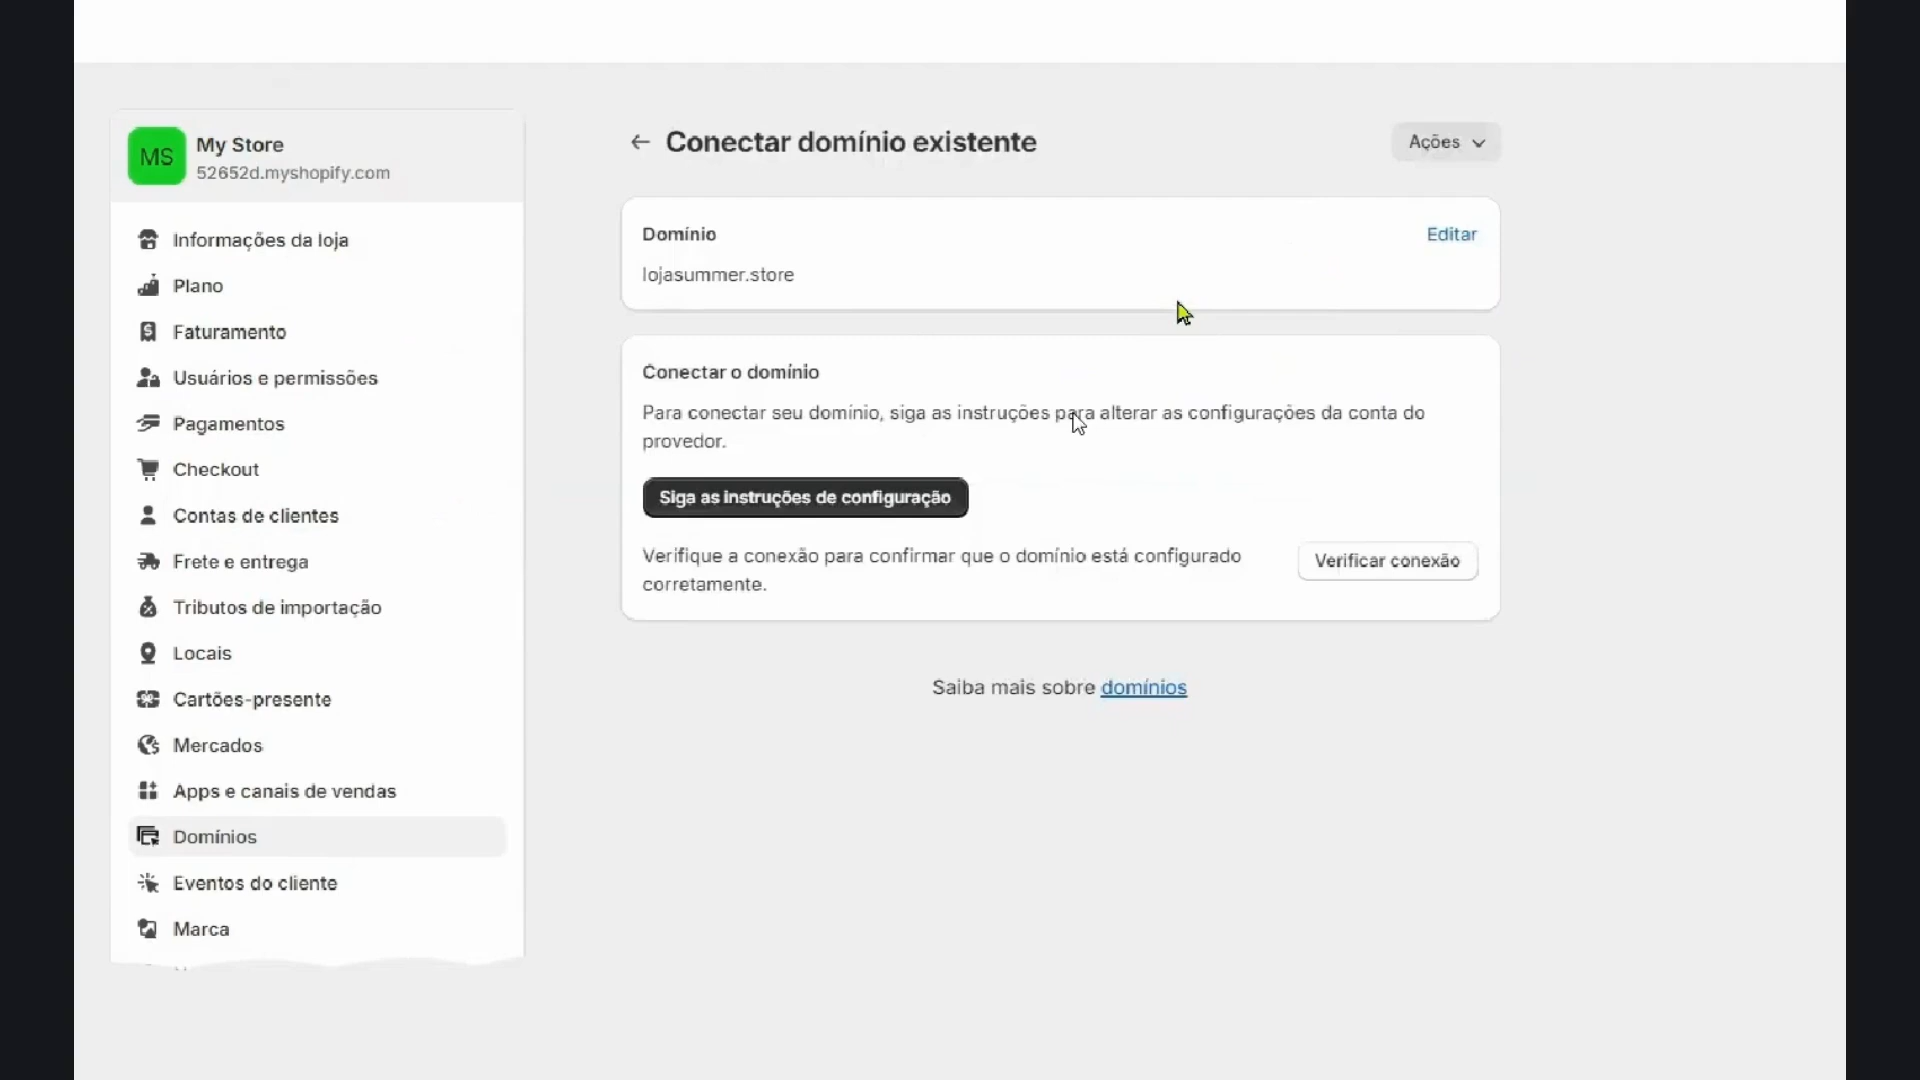 MS
My Store
52652d.myshopify.com
Informações da loja
Plano
Faturamento
Usuários e permissões
Pagamentos
Checkout
Contas de clientes
Frete e entrega
Tributos de importação
Locais
Cartões-presente
Mercados
Apps e canais de vendas
Domínios
Eventos do cliente
Marca
Conectar domínio existente
Ações
Domínio
Editar
lojasummer.store
Conectar o domínio
Para conectar seu domínio, siga as instruções para alterar as configurações da conta do
provedor.
Siga as instruções de configuração
Verifique a conexão para confirmar que o domínio está configurado
corretamente.
Verificar conexão
Saiba mais sobre domínios